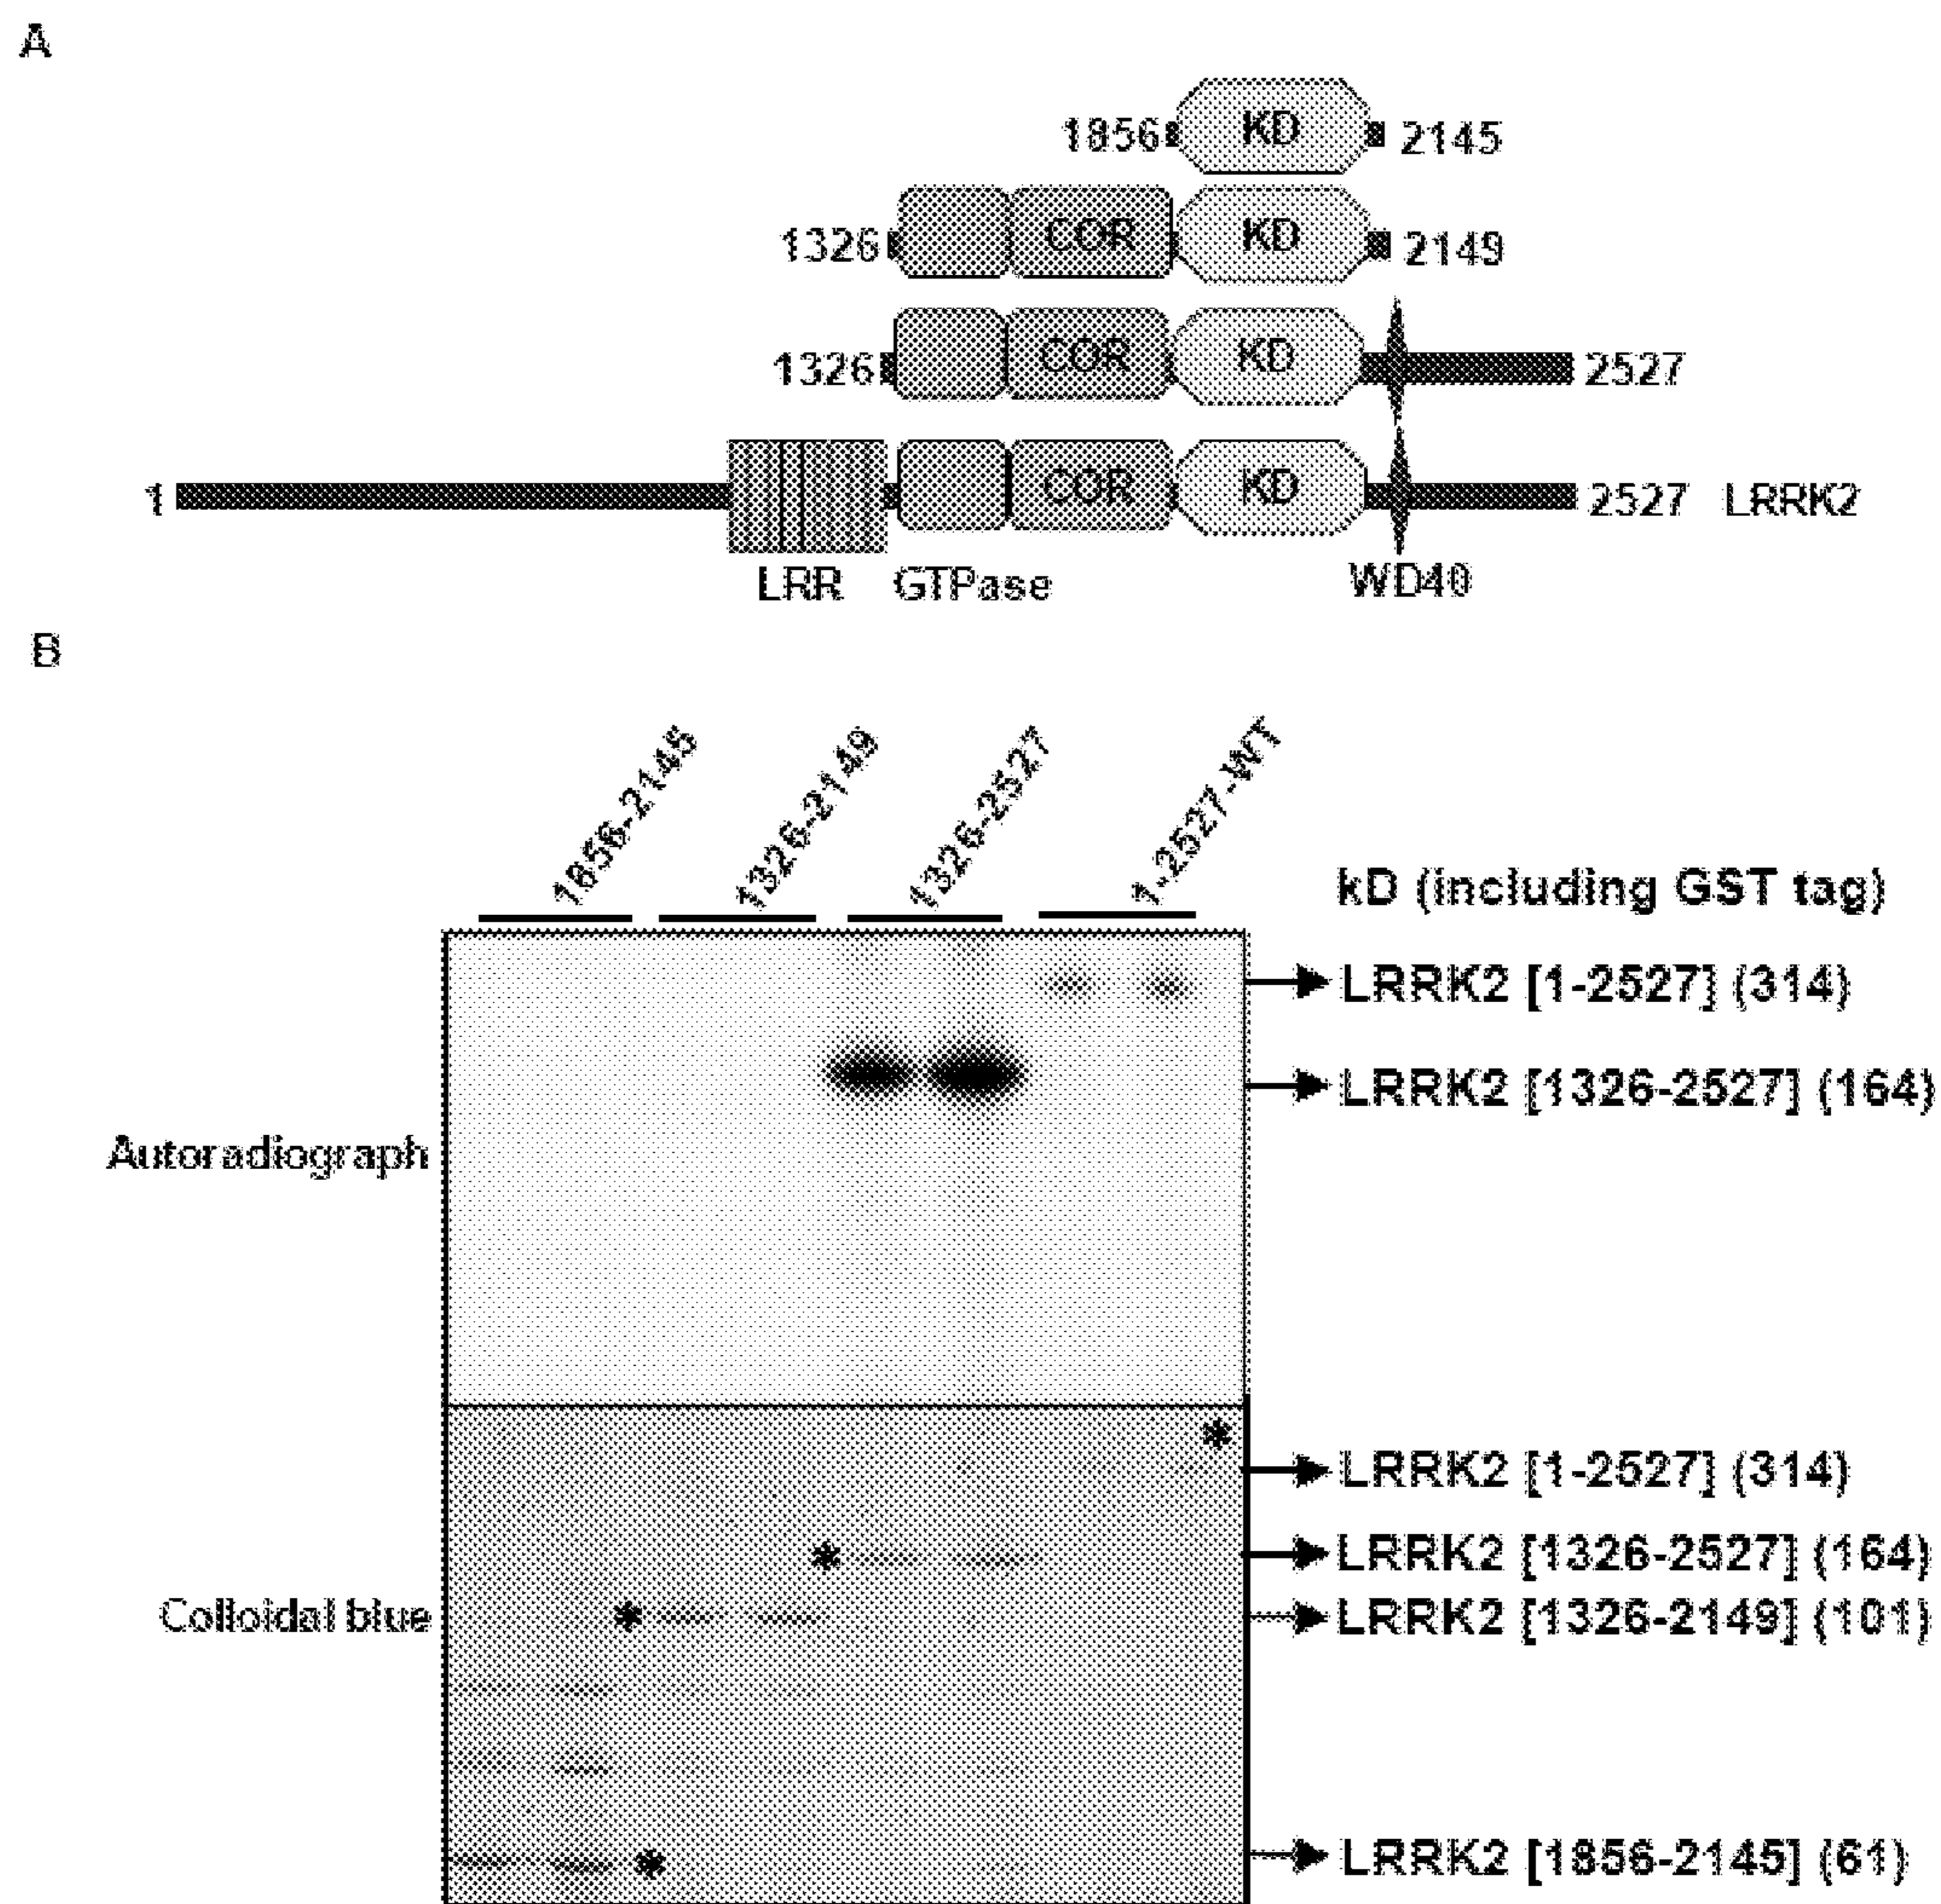 A
1856 KD 2145
1326 COR KD 2149
1326 COR KD 2527
1 COR KD 2527 LRRK2
LRR GTPase WD40
B
1856-2145
1326-2149
1326-2527
1-2527-WT
kD (including GST tag)
LRRK2 [1-2527] (314)
LRRK2 [1326-2527] (164)
Autoradiograph
*
LRRK2 [1-2527] (314)
* LRRK2 [1326-2527] (164)
Colloidal blue * LRRK2 [1326-2149] (101)
* LRRK2 [1856-2145] (61)